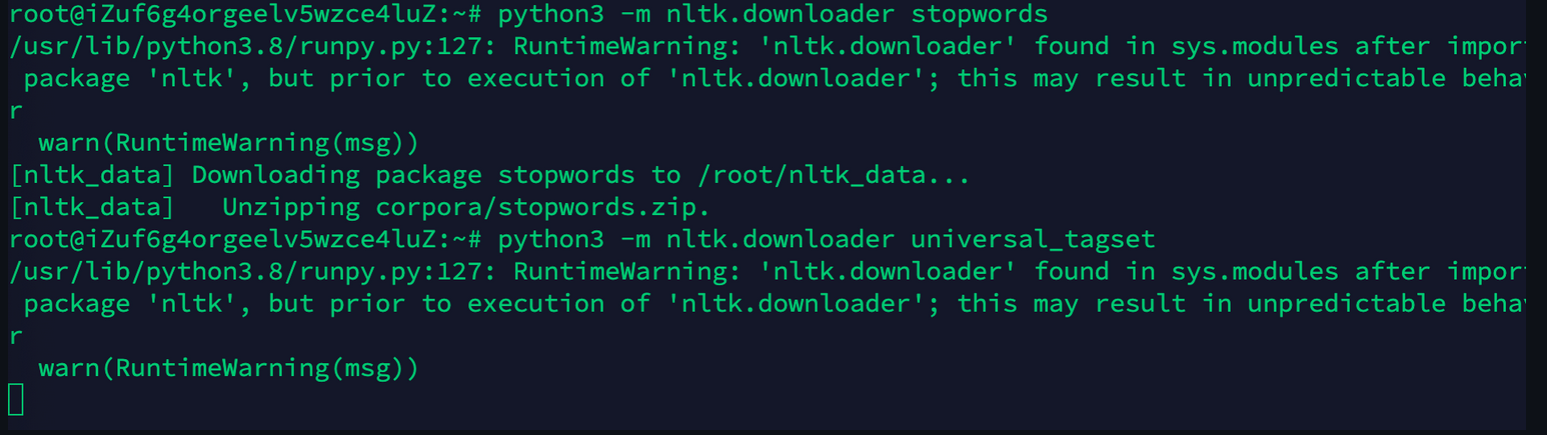 root@iZuf6g4orgeelv5wzce4luZ:~# python3 -m nltk.downloader stopwords
/usr/lib/python3.8/runpy.py:127: RuntimeWarning: 'nltk.downloader' found in sys.modules after impor
package 'nltk', but prior to execution of 'nltk.downloader'; this may result in unpredictable behav
r
warn(RuntimeWarning(msg))
[nltk_data] Downloading package stopwords to /root/nltk_data...
[nltk_data]   Unzipping corpora/stopwords.zip.
root@iZuf6g4orgeelv5wzce4luZ:~# python3 -m nltk.downloader universal_tagset
/usr/lib/python3.8/runpy.py:127: RuntimeWarning: 'nltk.downloader' found in sys.modules after impor
package 'nltk', but prior to execution of 'nltk.downloader'; this may result in unpredictable behav
r
warn(RuntimeWarning(msg))